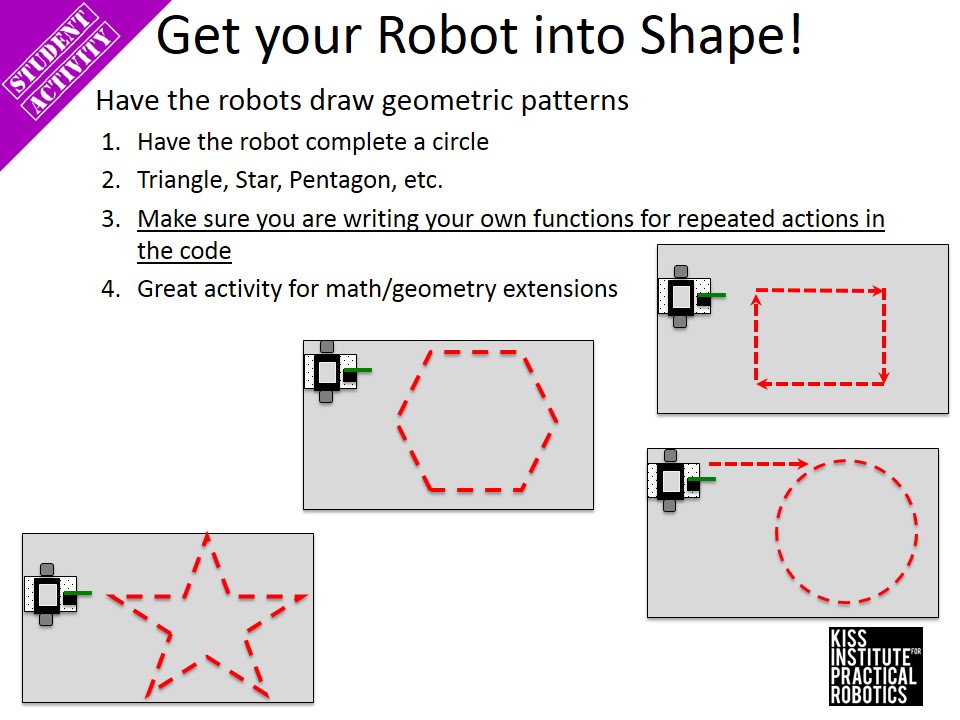 STUDENT
ACTIVITY
Get your Robot into Shape!
Have the robots draw geometric patterns
1. Have the robot complete a circle
2. Triangle, Star, Pentagon, etc.
3. Make sure you are writing your own functions for repeated actions in
the code
4. Great activity for math/geometry extensions
KISS
INSTITUTE FOR
PRACTICAL
ROBOTICS